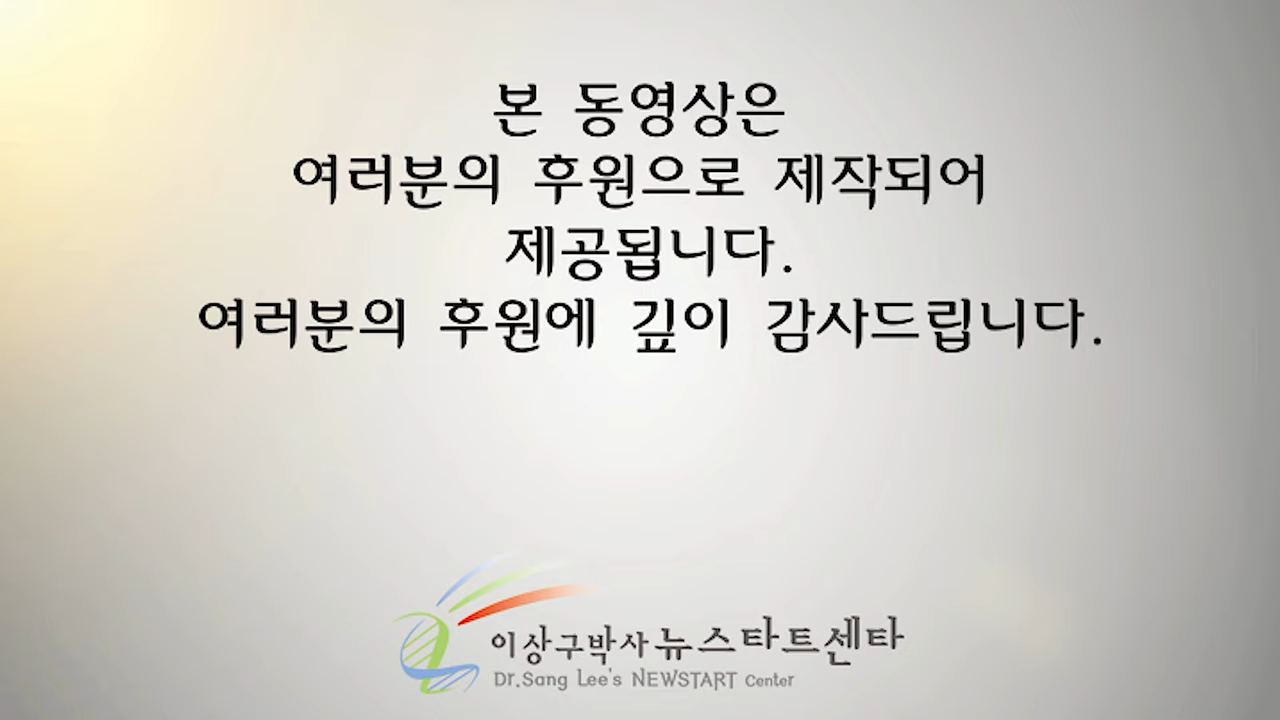 본 동영상은
여러분의 후원으로 제작되어
제공됩니다.
여러분의 후원에 깊이 감사드립니다.
이상구박사 뉴스타트센타
Dr.Sang Lee's NEWSTART Center